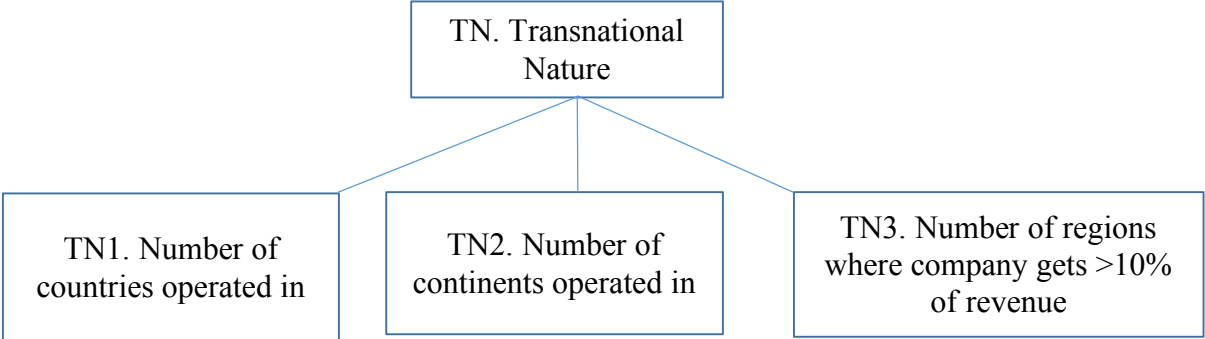 TN. Transnational
Nature
TN1. Number of
countries operated in
TN2. Number of
continents operated in
TN3. Number of regions
where company gets >10%
of revenue